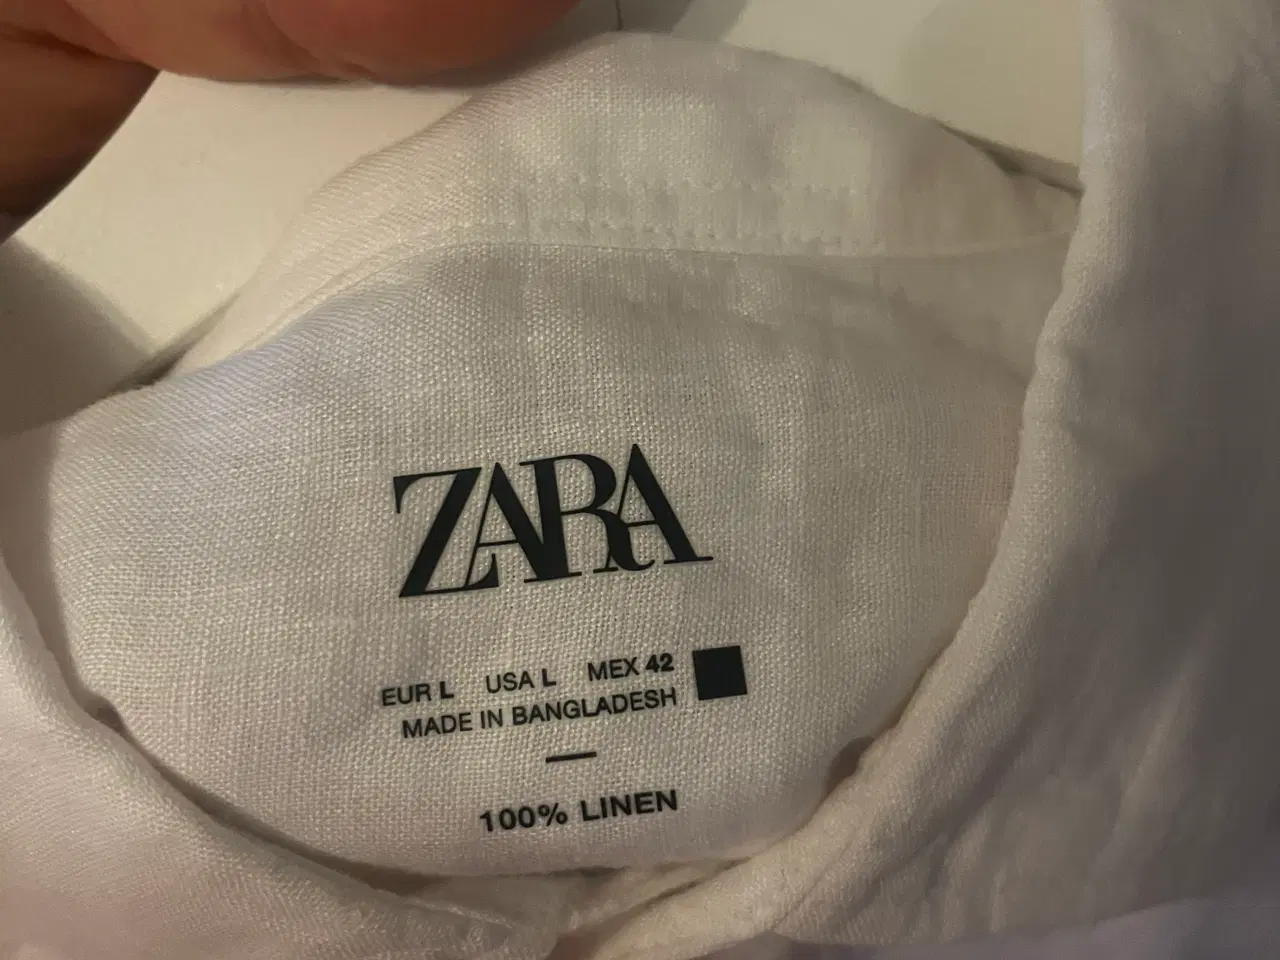 ZARA
EUR L USA L MEX 42
MADE IN BANGLADESH
100% LINEN